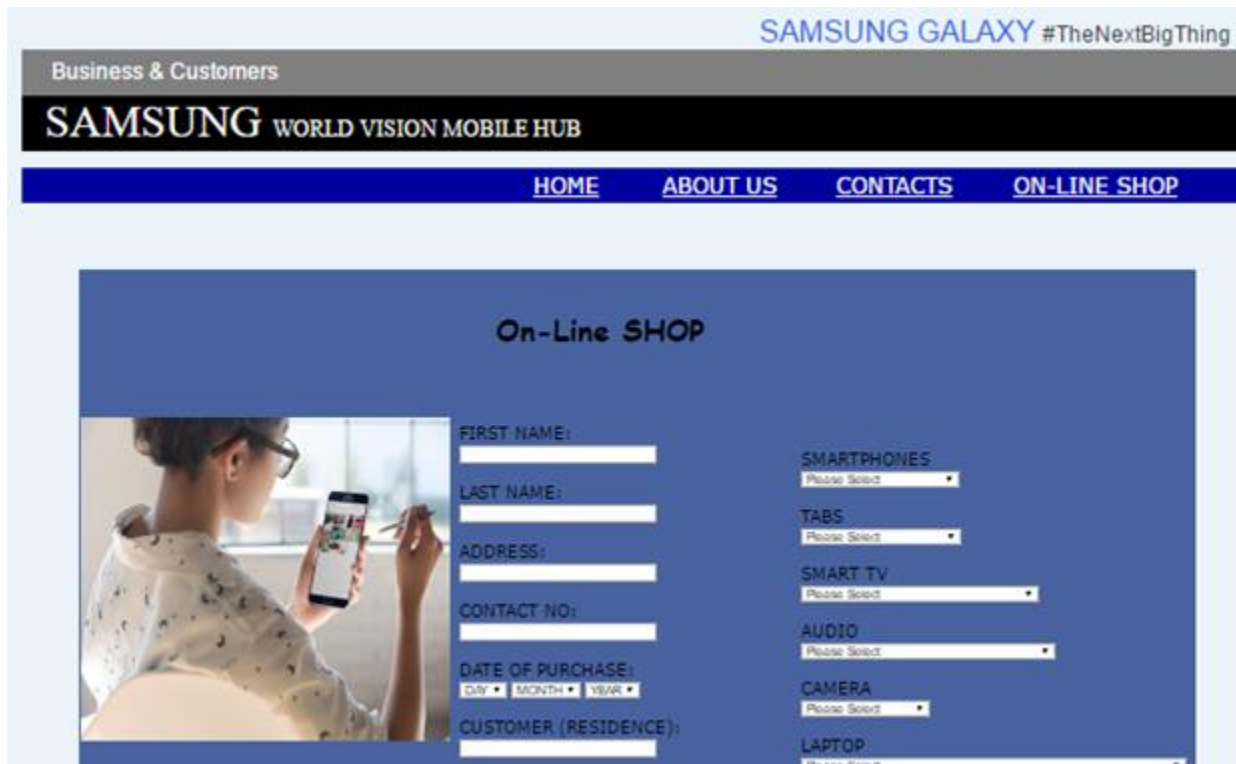 SAMSUNG GALAXY #TheNextBigThing
Business & Customers
SAMSUNG WORLD VISION MOBILE HUB
HOME ABOUT US CONTACTS ON-LINE SHOP
On-Line SHOP
FIRST NAME:
LAST NAME:
ADDRESS:
CONTACT NO:
DATE OF PURCHASE:
DAY MONTH YEAR
CUSTOMER (RESIDENCE):
SMARTPHONES
Please Select
TABS
Please Select
SMART TV
Please Select
AUDIO
Please Select
CAMERA
Please Select
LAPTOP